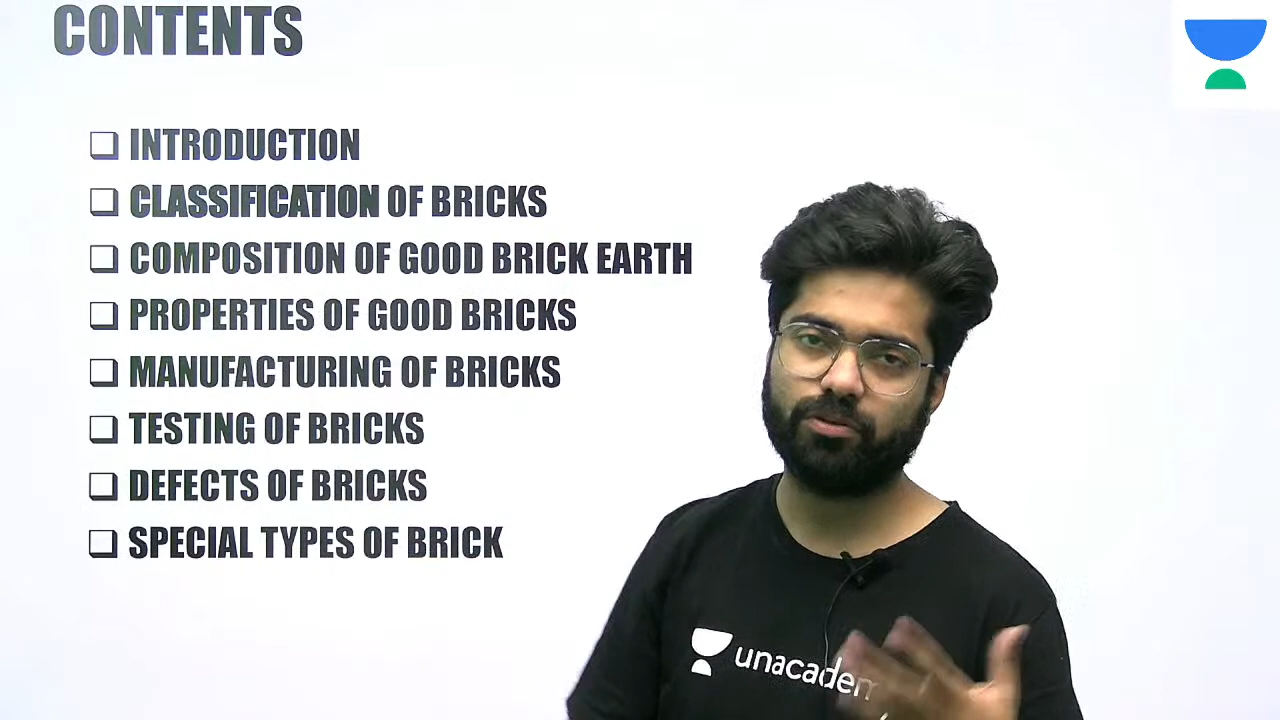 CONTENTS
❑ INTRODUCTION
❑ CLASSIFICATION OF BRICKS
❑ COMPOSITION OF GOOD BRICK EARTH
❑ PROPERTIES OF GOOD BRICKS
❑ MANUFACTURING OF BRICKS
❑ TESTING OF BRICKS
❑ DEFECTS OF BRICKS
❑ SPECIAL TYPES OF BRICK
unacadem